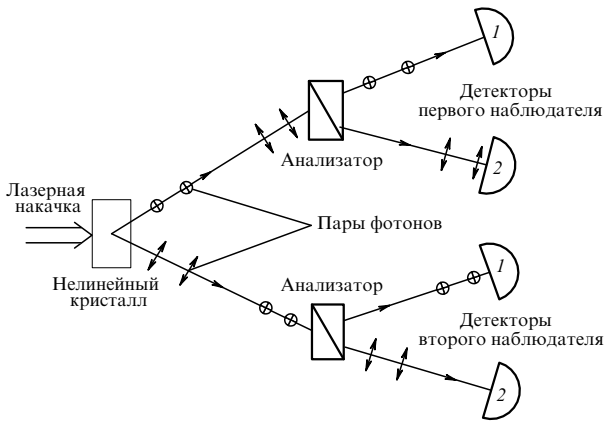 1
Детекторы
первого наблюдателя
Анализатор
2
Лазерная
накачка
Пары фотонов
Нелинейный
кристалл
Анализатор
1
Детекторы
второго наблюдателя
2